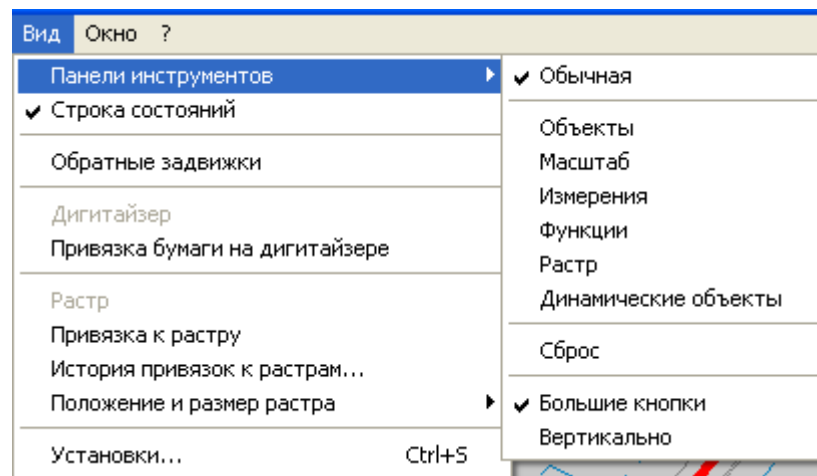 Вид Окно ?
Панели инструментов
Строка состояний
Обратные задвижки
Дигитайзер
Привязка бумаги на дигитайзере
Растр
Привязка к растру
История привязок к растрам...
Положение и размер растра
Установки... Ctrl+S
Обычная
Объекты
Масштаб
Измерения
Функции
Растр
Динамические объекты
Сброс
Большие кнопки
Вертикально